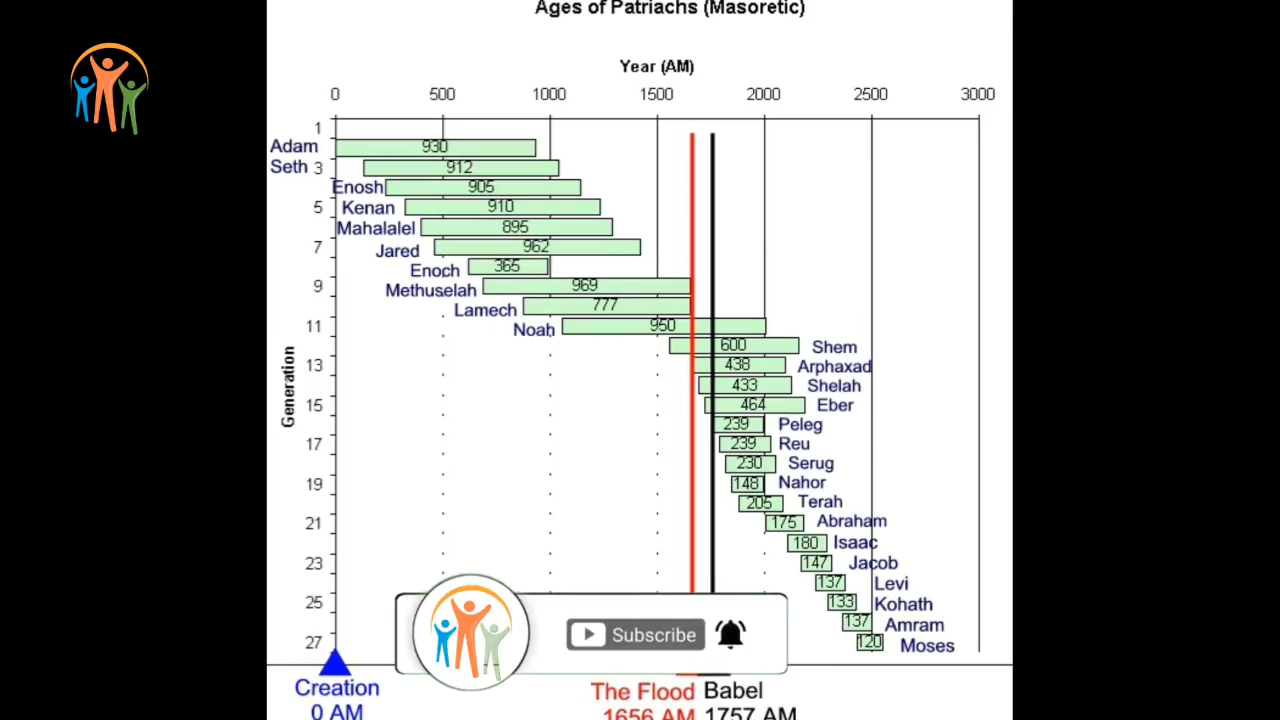 Ages of Patriachs (Masoretic)
Year (AM)
0 500 1000 1500 2000 2500 3000
1
Adam 930
Seth 3 912
Enosh 905
5 Kenan 910
Mahalalel 895
7 Jared 962
Enoch 365
9 Methuselah 969
Lamech 777
11 Noah 950
600 Shem
13 438 Arphaxad
433 Shelah
15 464 Eber
239 Peleg
17 239 Reu
230 Serug
19 148 Nahor
205 Terah
21 175 Abraham
180 Isaac
23 147 Jacob
137 Levi
25 133 Kohath
137 Amram
27 120 Moses
Generation
Subscribe
Creation
0 AM
The Flood
1656 AM
Babel
1757 AM